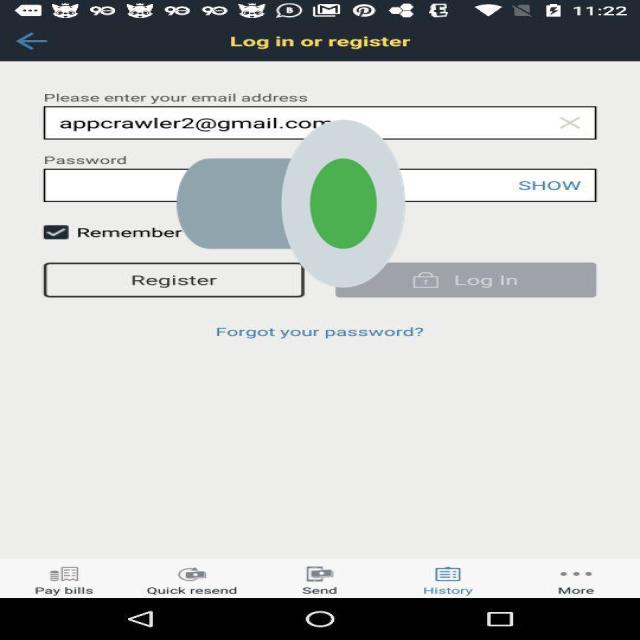 11:22
Log in or register
Please enter your email address
appcrawler2@gmail.com
Password
SHOW
Remember
Register
Log In
Forgot your password?
Pay bills
Quick resend
Send
History
More